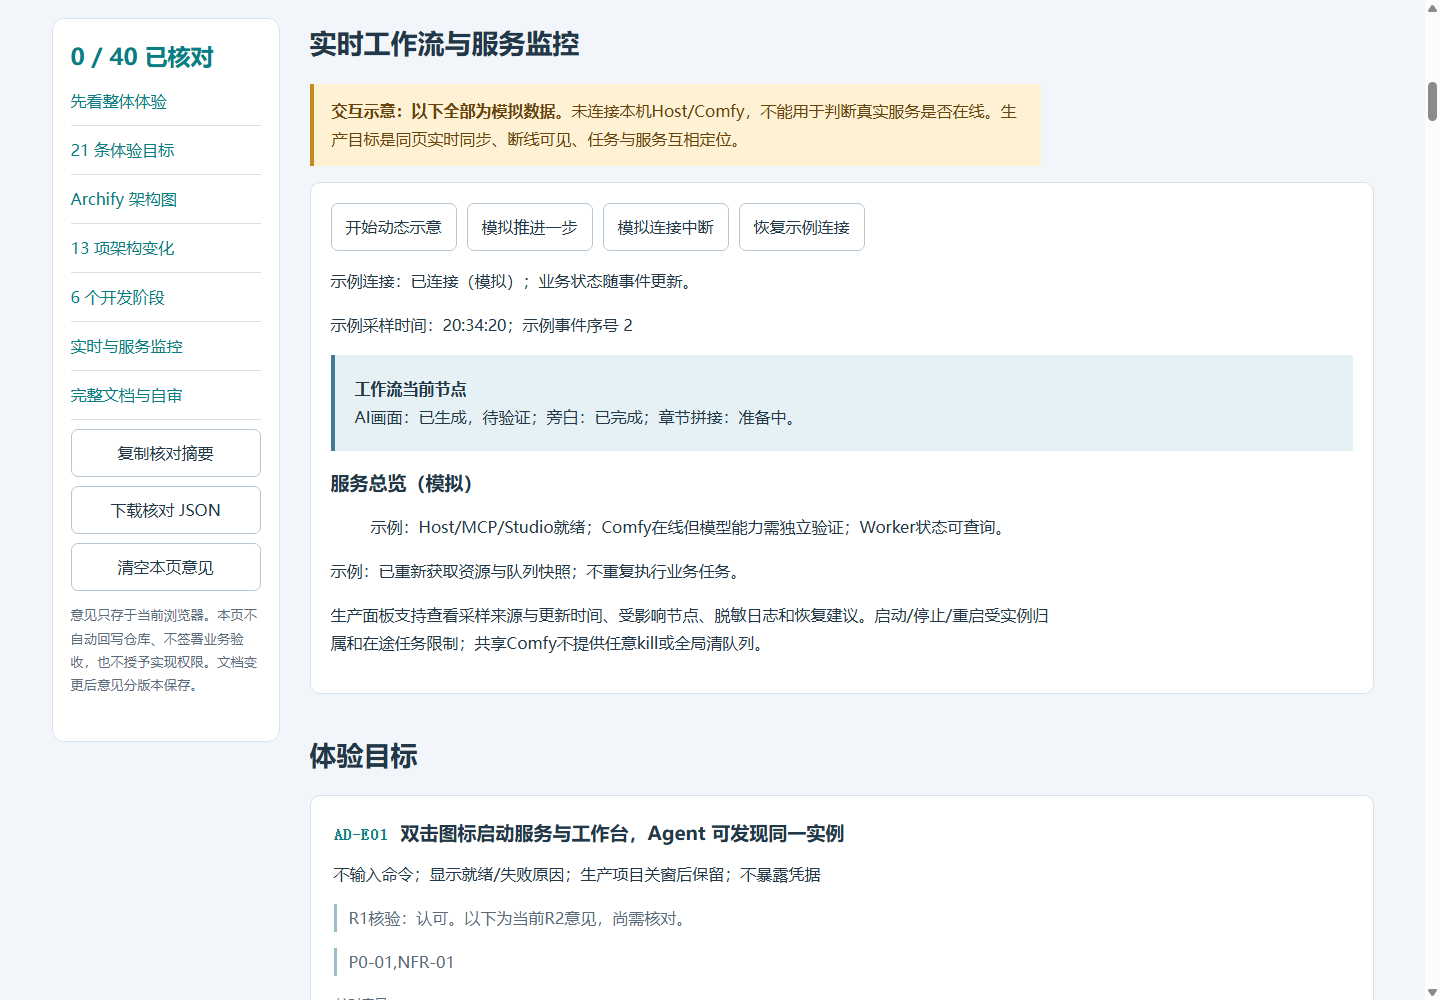 0 / 40 已核对
先看整体体验
21 条体验目标
Archify 架构图
13 项架构变化
6 个开发阶段
实时与服务监控
完整文档与自审
复制核对摘要
下载核对 JSON
清空本页意见
意见只存于当前浏览器。本页不
自动回写仓库、不签署业务验
收，也不授予实现权限。文档变
更后意见分版本保存。
实时工作流与服务监控
交互示意：以下全部为模拟数据。未连接本机Host/Comfy，不能用于判断真实服务是否在线。生
产目标是同页实时同步、断线可见、任务与服务互相定位。
开始动态示意
模拟推进一步
模拟连接中断
恢复示例连接
示例连接：已连接（模拟）；业务状态随事件更新。
示例采样时间：20:34:20；示例事件序号 2
工作流当前节点
AI画面：已生成，待验证；旁白：已完成；章节拼接：准备中。
服务总览（模拟）
示例：Host/MCP/Studio就绪；Comfy在线但模型能力需独立验证；Worker状态可查询。
示例：已重新获取资源与队列快照；不重复执行业务任务。
生产面板支持查看采样来源与更新时间、受影响节点、脱敏日志和恢复建议。启动/停止/重启受实例归
属和在途任务限制；共享Comfy不提供任意kill或全局清队列。
体验目标
AD-E01 双击图标启动服务与工作台，Agent 可发现同一实例
不输入命令；显示就绪/失败原因；生产项目关窗后保留；不暴露凭据
R1核验：认可。以下为当前R2意见，尚需核对。
P0-01,NFR-01